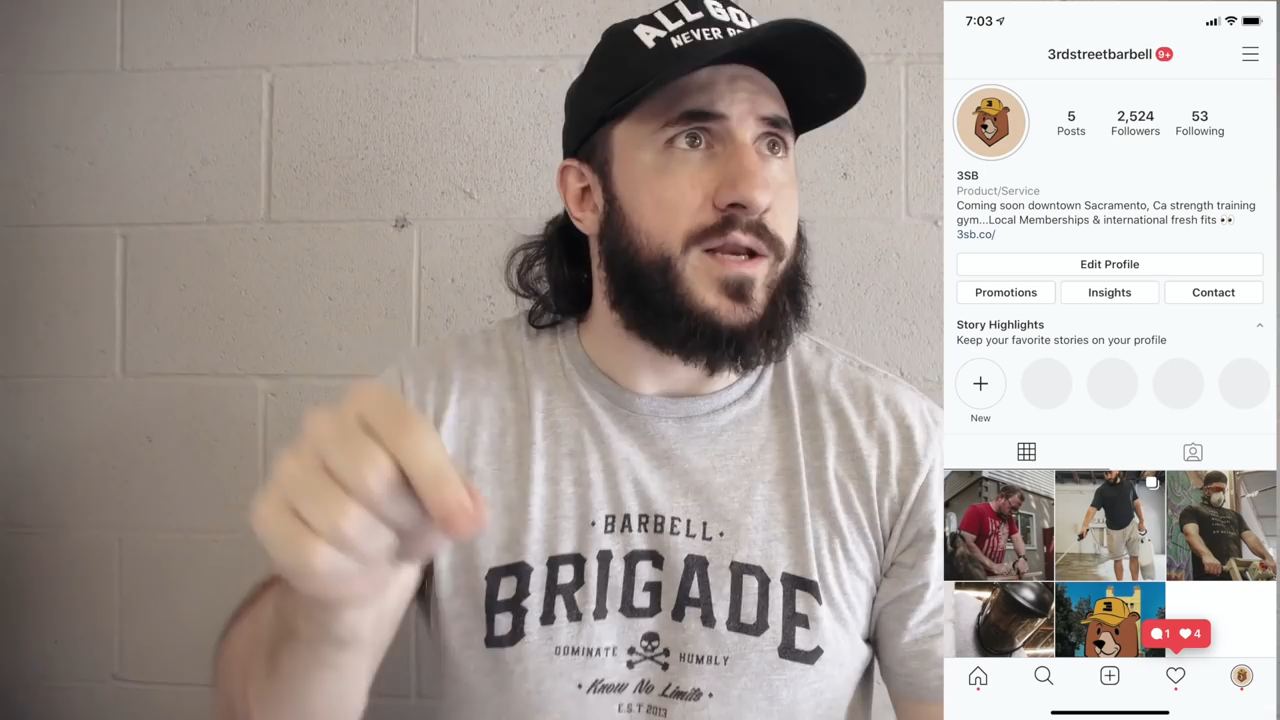 ALL GO
NEVER
·BARBELL·
BRIGADE
DOMINATE HUMBLY
· Know No Limits ·
E.S.T 2013
7:03
3rdstreetbarbell 9+
3
5 2,524 53
Posts Followers Following
3SB
Product/Service
Coming soon downtown Sacramento, Ca strength training
gym...Local Memberships & international fresh fits 👀
3sb.co/
Edit Profile
Promotions Insights Contact
Story Highlights
Keep your favorite stories on your profile
New
3
1 4